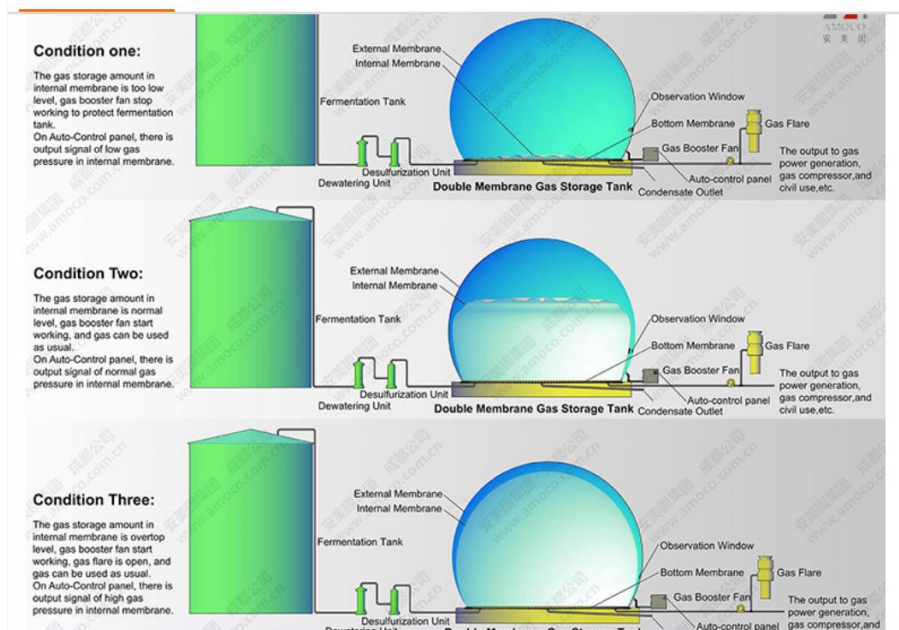 AMOCO
安 美 固
Condition one:
The gas storage amount in
internal membrane is too low
level, gas booster fan stop
working to protect fermentation
tank.
On Auto-Control panel, there is
output signal of low gas
pressure in internal membrane.
External Membrane
Internal Membrane
Fermentation Tank
Observation Window
Bottom Membrane
Gas Flare
Gas Booster Fan
The output to gas
power generation,
gas compressor,and
civil use,etc.
Desulfurization Unit
Dewatering Unit
Auto-control panel
Double Membrane Gas Storage Tank
Condensate Outlet
Condition Two:
The gas storage amount in
internal membrane is normal
level, gas booster fan start
working, and gas can be used
as usual.
On Auto-Control panel, there is
output signal of normal gas
pressure in internal membrane.
External Membrane
Internal Membrane
Fermentation Tank
Observation Window
Bottom Membrane
Gas Flare
Gas Booster Fan
The output to gas
power generation,
gas compressor,and
civil use,etc.
Desulfurization Unit
Dewatering Unit
Auto-control panel
Double Membrane Gas Storage Tank
Condensate Outlet
Condition Three:
The gas storage amount in
internal membrane is overtop
level, gas booster fan start
working, gas flare is open, and
gas can be used as usual.
On Auto-Control panel, there is
output signal of high gas
pressure in internal membrane.
External Membrane
Internal Membrane
Fermentation Tank
Observation Window
Bottom Membrane
Gas Flare
Gas Booster Fan
The output to gas
power generation,
gas compressor,and
Desulfurization Unit
Dewatering Unit
Auto-control panel
Double Membrane Gas Storage Tank
www.amoco.com.cn